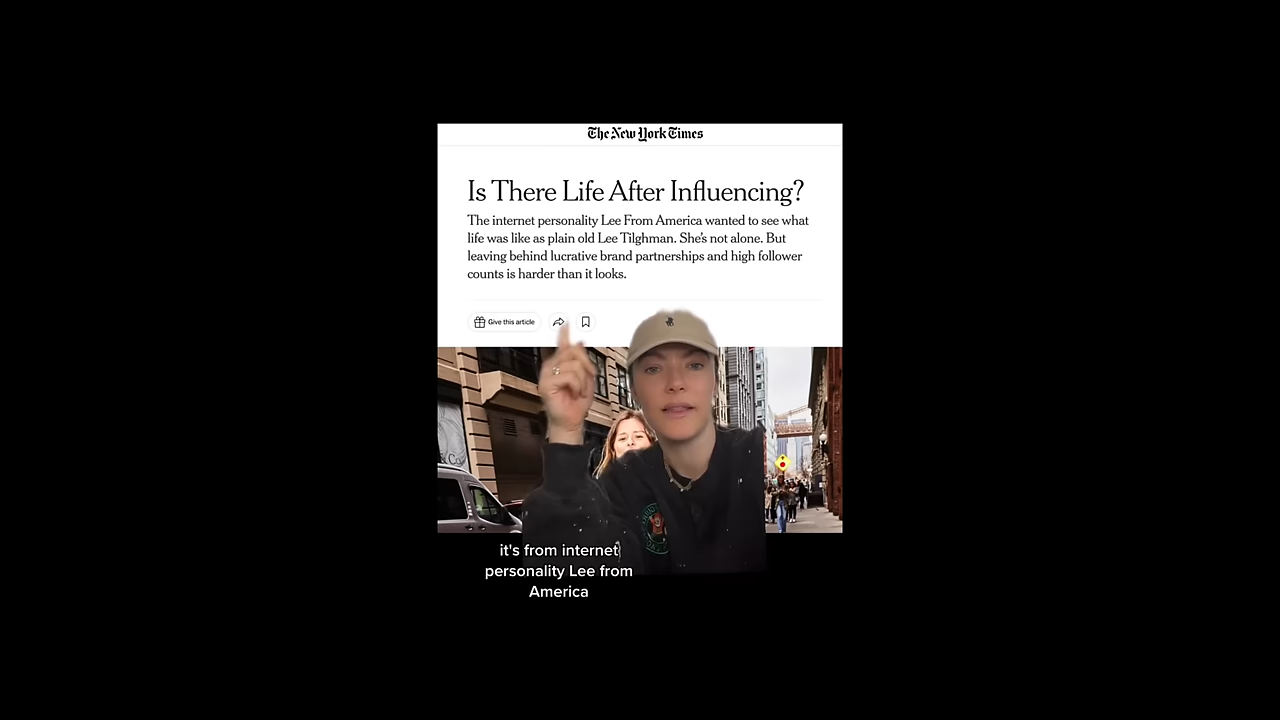 The New York Times
Is There Life After Influencing?
The internet personality Lee From America wanted to see what
life was like as plain old Lee Tilghman. She's not alone. But
leaving behind lucrative brand partnerships and high follower
counts is harder than it looks.
Give this article
it's from internet
personality Lee from
America